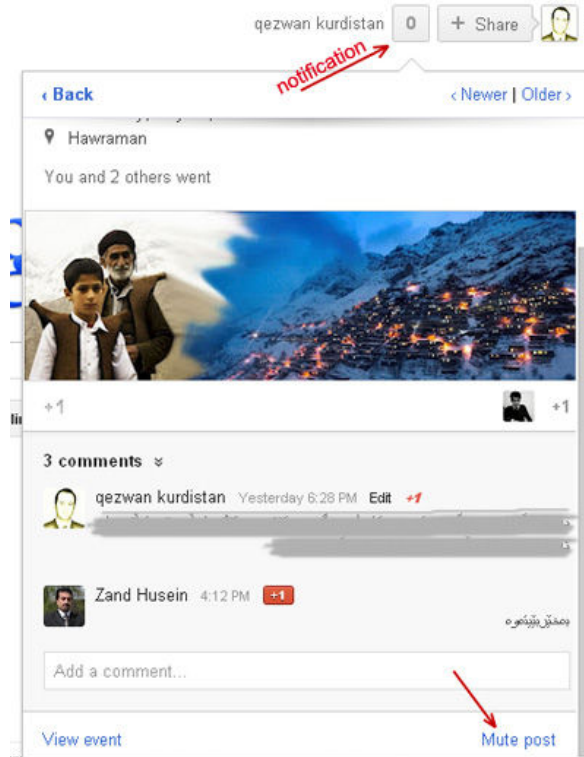 qezwan kurdistan 0 + Share
notification
‹ Back ‹ Newer | Older ›
Hawraman
You and 2 others went
+1 +1
3 comments
qezwan kurdistan Yesterday 6:28 PM Edit +1
Zand Husein 4:12 PM +1
Add a comment...
View event Mute post